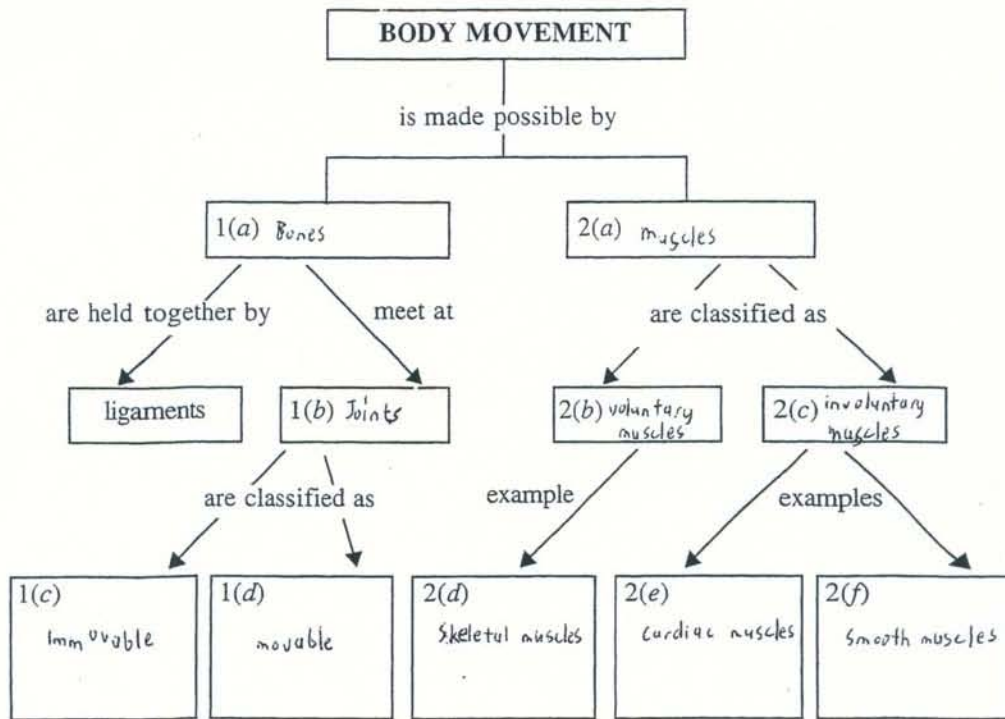 BODY MOVEMENT
is made possible by
1(a) Bones
2(a) muscles
are held together by
meet at
are classified as
ligaments
1(b) Joints
2(b) voluntary
muscles
2(c) involuntary
muscles
are classified as
example
examples
1(c)
immovable
1(d)
movable
2(d)
Skeletal muscles
2(e)
cardiac muscles
2(f)
smooth muscles